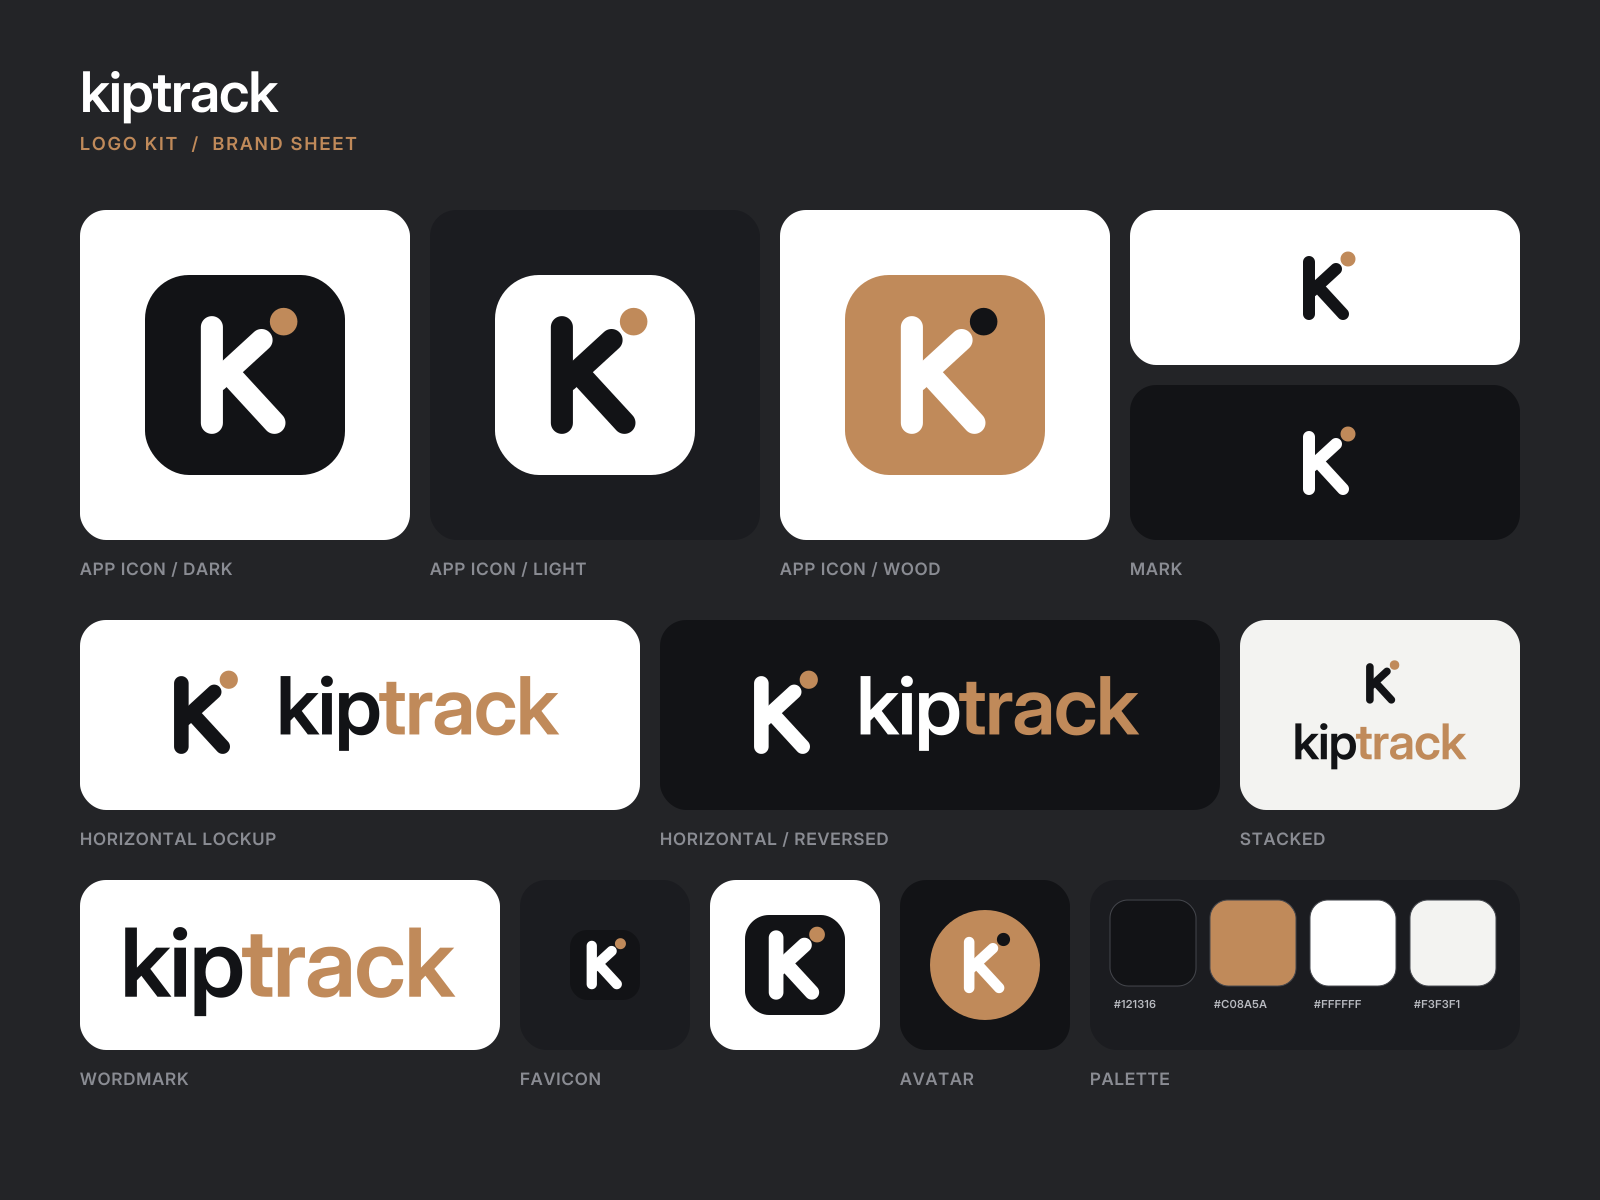 kiptrack
LOGO KIT / BRAND SHEET
K
K
K
K
K
APP ICON / DARK
APP ICON / LIGHT
APP ICON / WOOD
MARK
K kiptrack
K kiptrack
K
kiptrack
HORIZONTAL LOCKUP
HORIZONTAL / REVERSED
STACKED
kiptrack
K
K
K
#121316
#C08A5A
#FFFFFF
#F3F3F1
WORDMARK
FAVICON
AVATAR
PALETTE